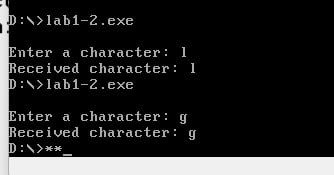 D:\>lab1-2.exe
Enter a character: l
Received character: l
D:\>lab1-2.exe
Enter a character: g
Received character: g
D:\>**_